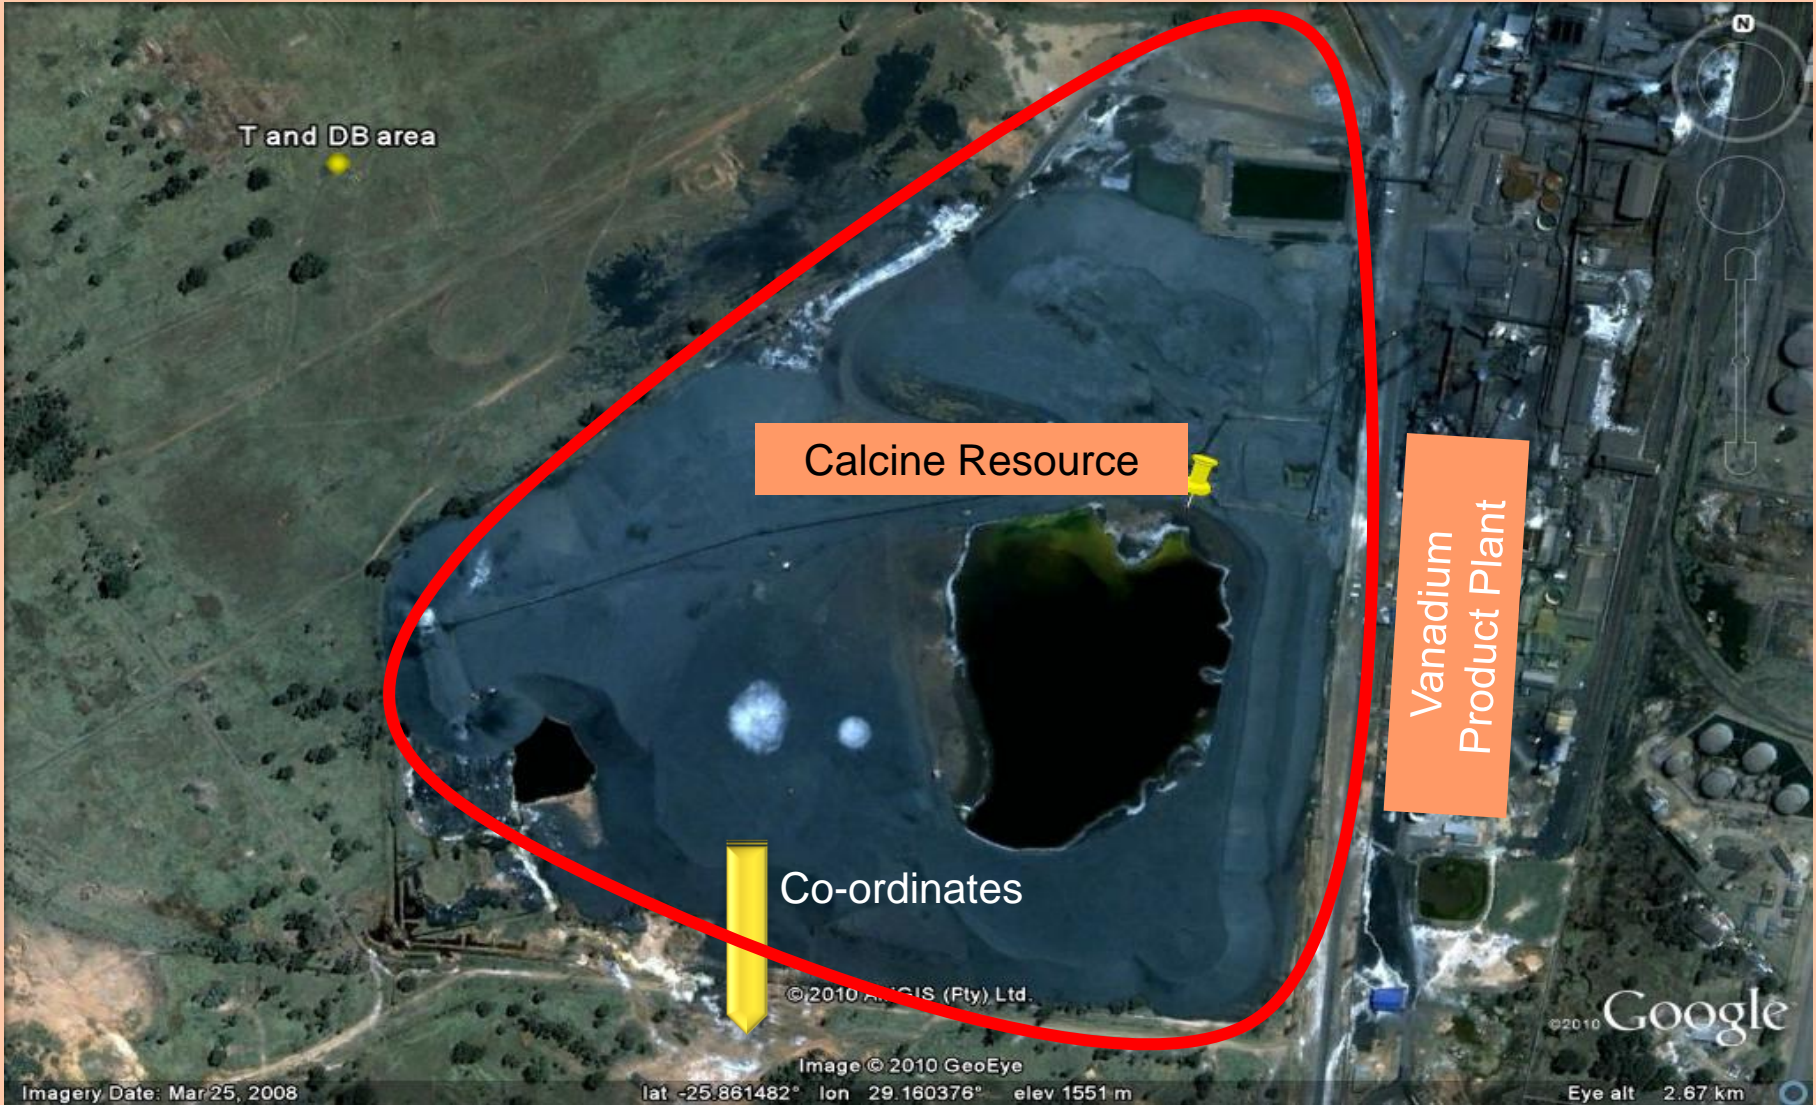 N
T and DB area
Calcine Resource
Vanadium
Product Plant
Co-ordinates
© 2010 (Pty) Ltd.
©2010 Google
Image © 2010 GeoEye
Imagery Date: Mar 25, 2008
lat -25.861482° lon 29.160376° elev 1551 m
Eye alt 2.67 km